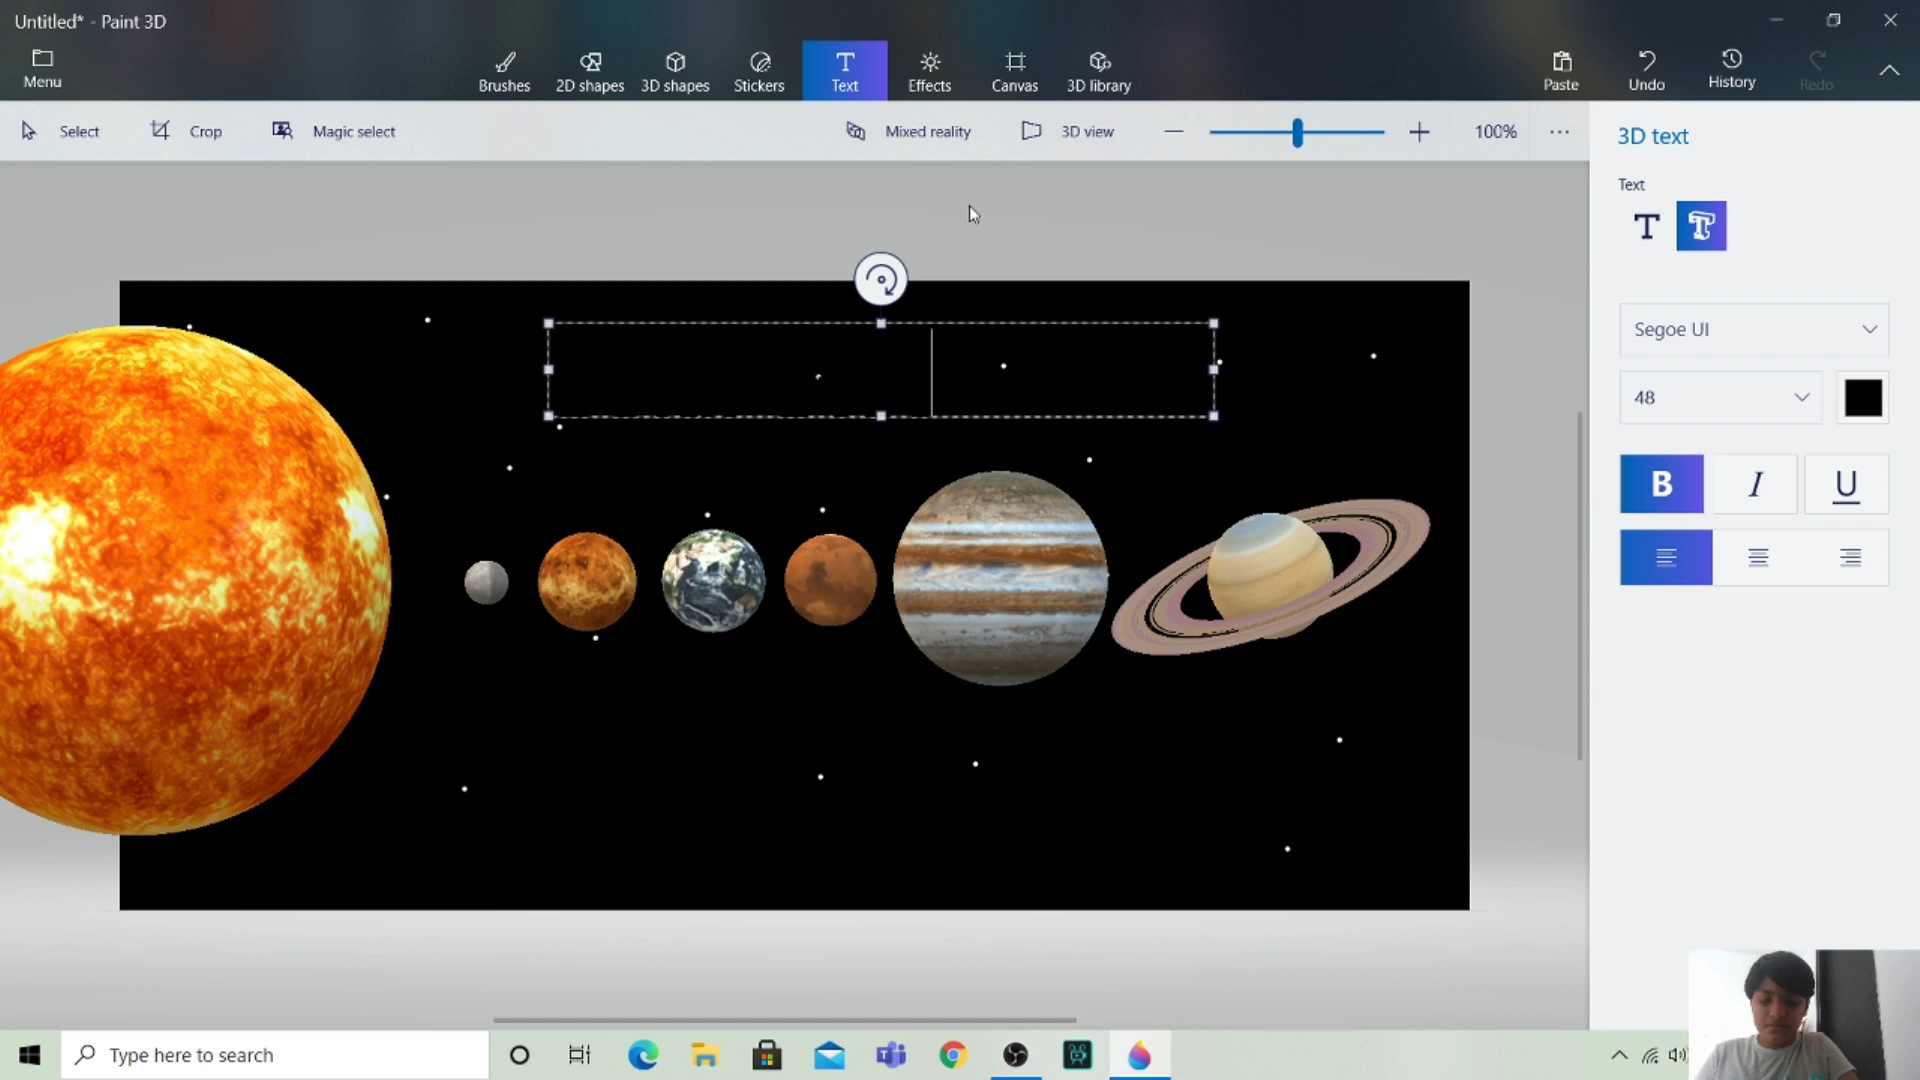 Untitled* - Paint 3D
Menu
Brushes
2D shapes
3D shapes
Stickers
Text
Effects
Canvas
3D library
Paste
Undo
History
Redo
Select
Crop
Magic select
Mixed reality
3D view
100%
3D text
Text
Segoe UI
48
B
I
U
Type here to search